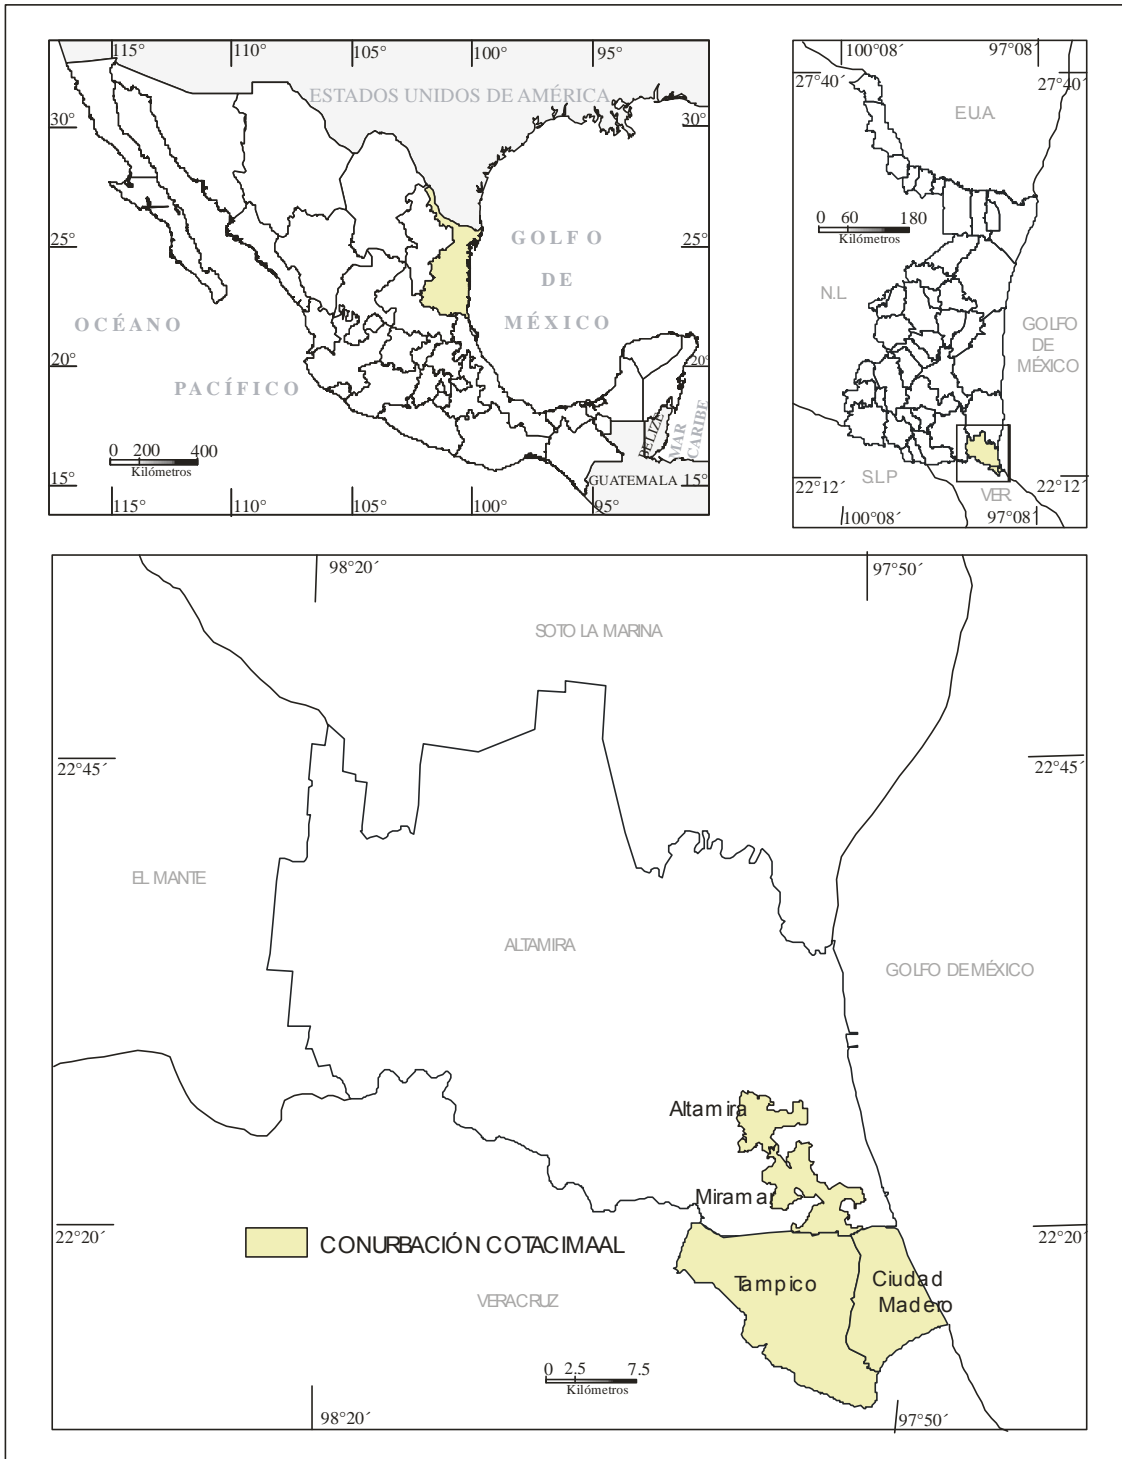 115° 110° 105° 100° 95°
ESTADOS UNIDOS DE AMÉRICA
30° 30°
25° 25°
GOLFO
DE
MÉXICO
OCÉANO
PACÍFICO
20° 20°
0 200 400
Kilómetros
BELIZE
MAR
CARIBE
GUATEMALA
15° 15°
115° 110° 105° 100° 95°
100°08´ 97°08´
27°40´ 27°40´
E.U.A.
0 60 180
Kilómetros
N.L
GOLFO
DE
MÉXICO
S.L.P
VER.
22°12´ 22°12´
100°08´ 97°08´
98°20´ 97°50´
SOTO LA MARINA
22°45´ 22°45´
EL MANTE
ALTAMIRA
GOLFO DE MÉXICO
Altamira
Miramar
22°20´ 22°20´
CONURBACIÓN COTACIMAAL
Tampico
Ciudad
Madero
VERACRUZ
0 2.5 7.5
Kilómetros
98°20´ 97°50´